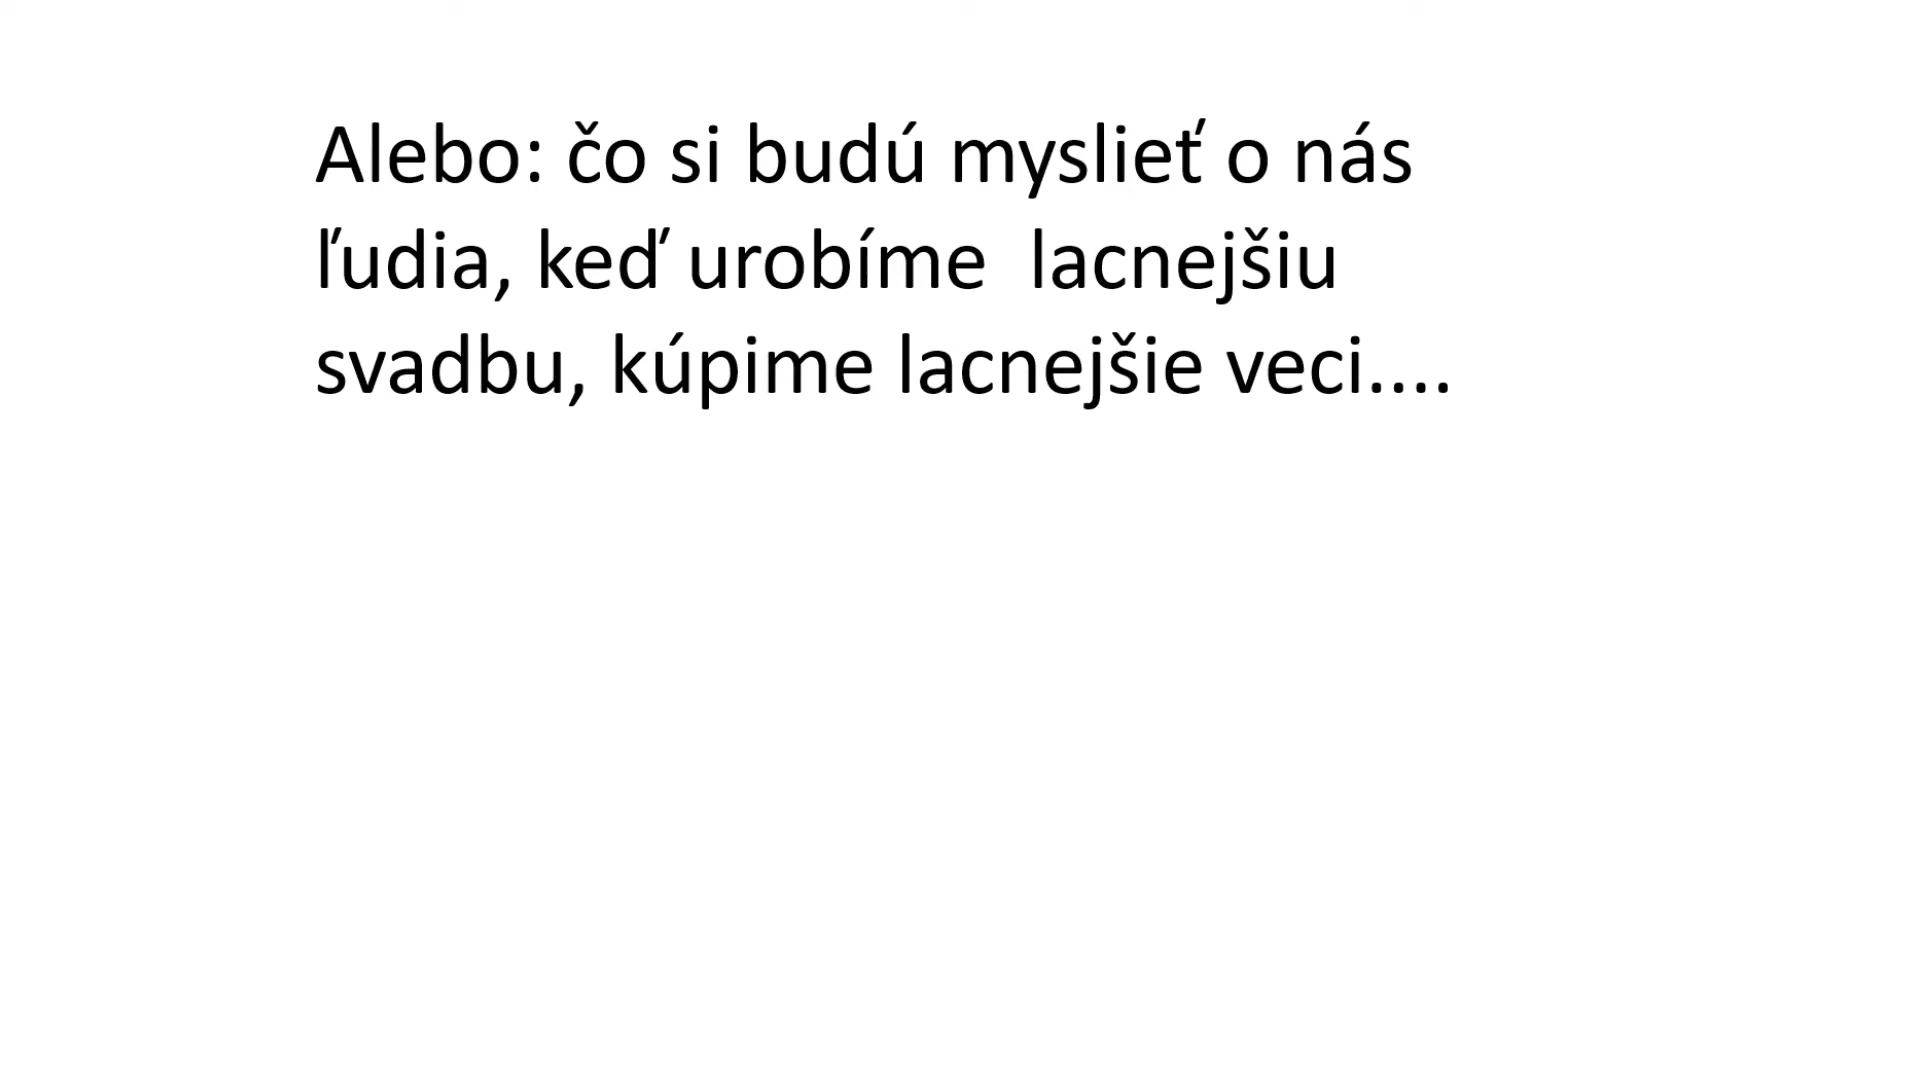 Alebo: čo si budú myslieť o nás
ľudia, keď urobíme  lacnejšiu
svadbu, kúpime lacnejšie veci....